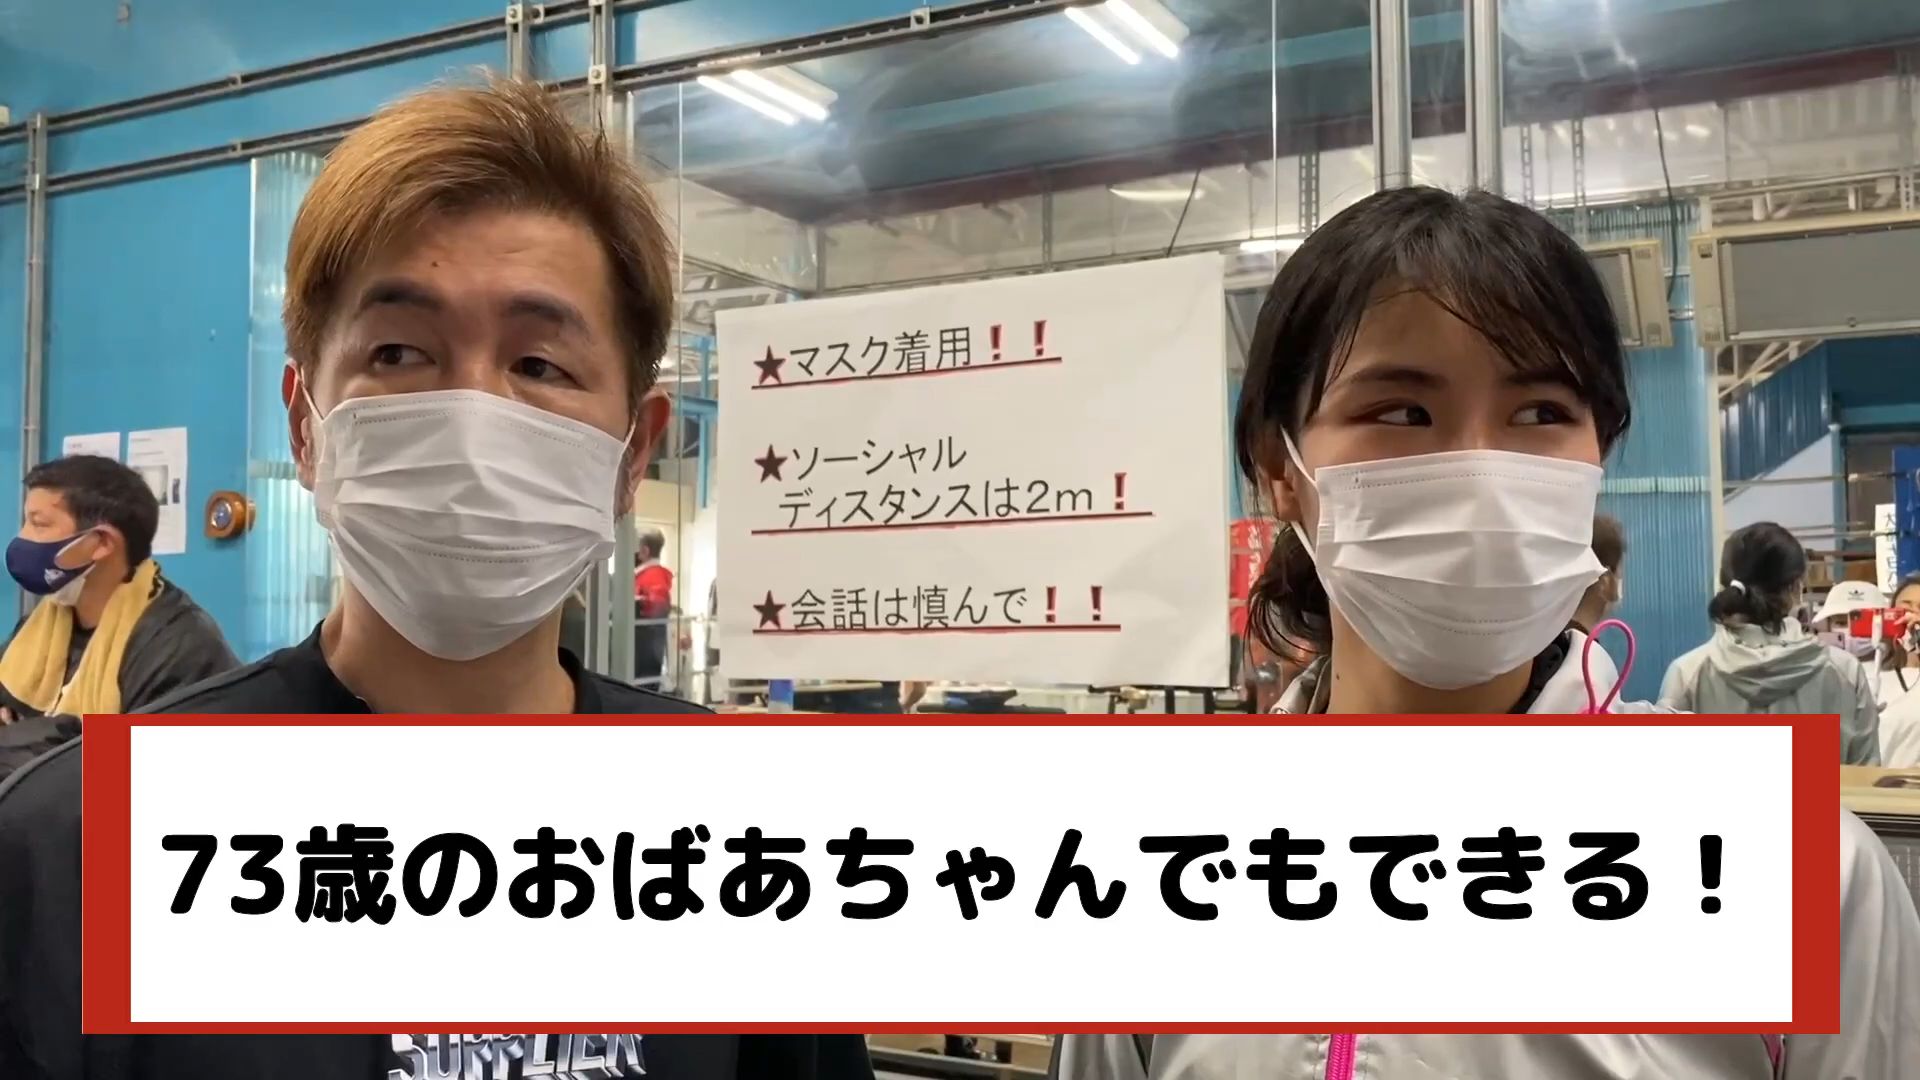 ★マスク着用！！
★ソーシャル
ディスタンスは2m！
★会話は慎んで！！
73歳のおばあちゃんでもできる！
SUPPLIER